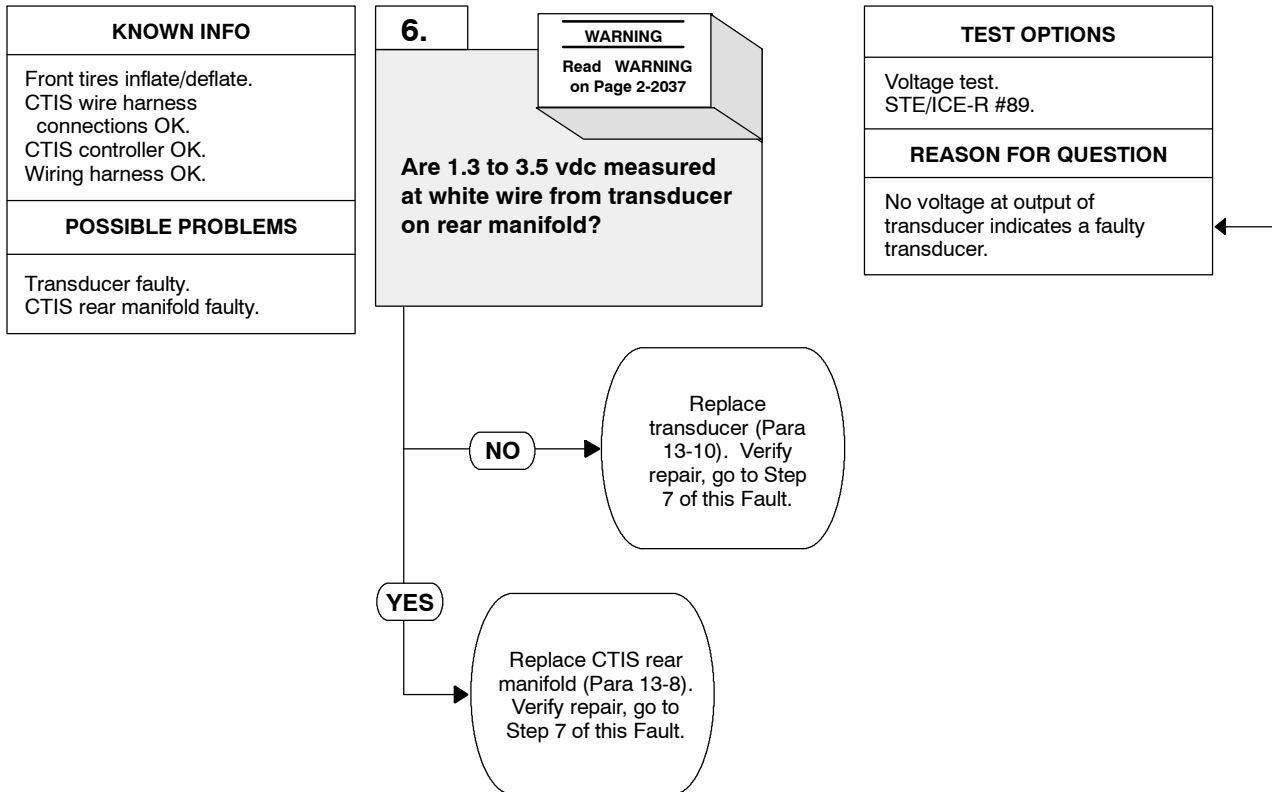 KNOWN INFO
Front tires inflate/deflate.
CTIS wire harness
connections OK.
CTIS controller OK.
Wiring harness OK.
POSSIBLE PROBLEMS
Transducer faulty.
CTIS rear manifold faulty.
6.
WARNING
Read WARNING
on Page 2-2037
Are 1.3 to 3.5 vdc measured
at white wire from transducer
on rear manifold?
TEST OPTIONS
Voltage test.
STE/ICE-R #89.
REASON FOR QUESTION
No voltage at output of
transducer indicates a faulty
transducer.
NO
Replace
transducer (Para
13-10). Verify
repair, go to Step
7 of this Fault.
YES
Replace CTIS rear
manifold (Para 13-8).
Verify repair, go to
Step 7 of this Fault.